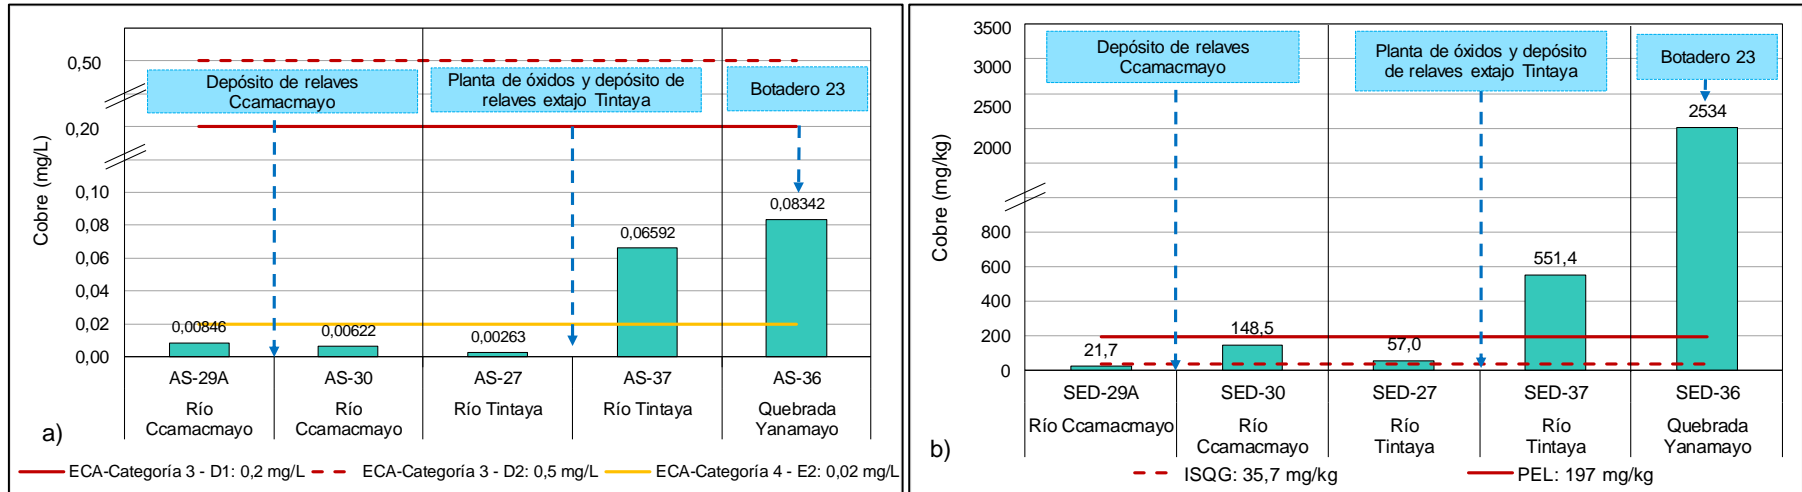 Cobre (mg/L)
0,50
0,20
0,10
0,08
0,06
0,04
0,02
0,00
Depósito de relaves
Ccamacmayo
Planta de óxidos y depósito de
relaves extajo Tintaya
Botadero 23
0,00846
0,00622
0,00263
0,06592
0,08342
AS-29A
AS-30
AS-27
AS-37
AS-36
Río
Ccamacmayo
Río
Ccamacmayo
Río Tintaya
Río Tintaya
Quebrada
Yanamayo
a)
ECA-Categoría 3 - D1: 0,2 mg/L
ECA-Categoría 3 - D2: 0,5 mg/L
ECA-Categoría 4 - E2: 0,02 mg/L
Cobre (mg/kg)
3500
3000
2500
2000
800
600
400
200
0
Depósito de relaves
Ccamacmayo
Planta de óxidos y depósito
de relaves extajo Tintaya
Botadero 23
21,7
148,5
57,0
551,4
2534
SED-29A
SED-30
SED-27
SED-37
SED-36
Río Ccamacmayo
Río
Ccamacmayo
Río
Tintaya
Río
Tintaya
Quebrada
Yanamayo
b)
ISQG: 35,7 mg/kg
PEL: 197 mg/kg